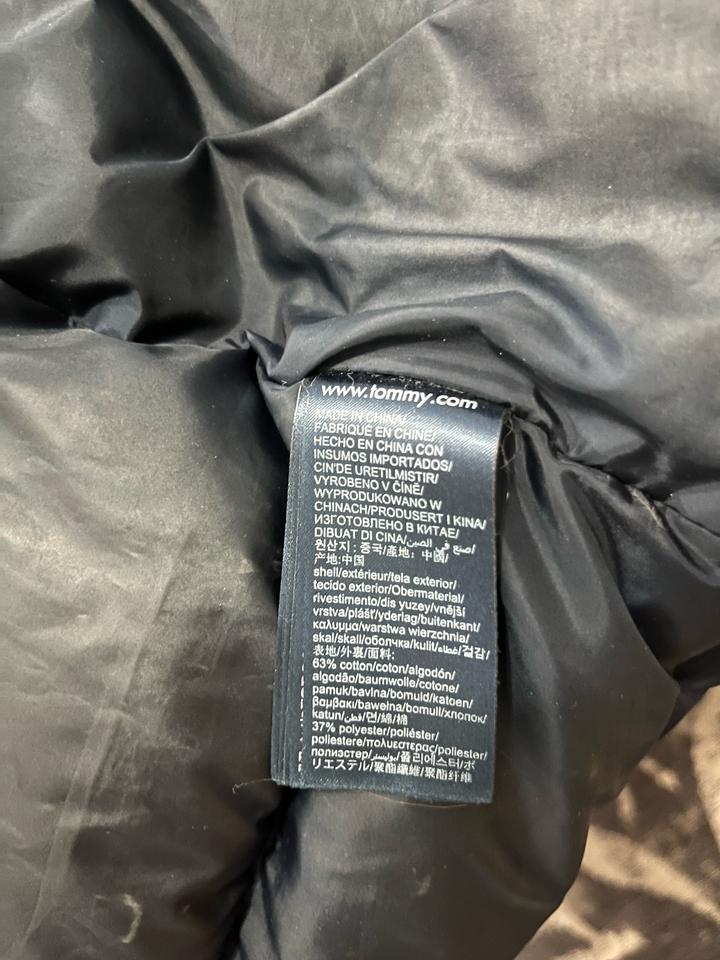 www.tommy.com
MADE IN CHINA/
FABRIQUÉ EN CHINE/
HECHO EN CHINA CON
INSUMOS IMPORTADOS/
CIN'DE URETILMISTIR/
VYROBENO V ČÍNĚ/
WYPRODUKOWANO W
CHINACH/PRODUSERT I KINA/
ИЗГОТОВЛЕНО В КИТАЕ/
DIBUAT DI CINA/صنع في الصين/
원산지 : 중국/產地：中國/
产地:中国
shell/extérieur/tela exterior/
tecido exterior/Obermaterial/
rivestimento/dis yuzey/vnější
vrstva/plášť/yderlag/buitenkant/
καλυμμα/warstwa wierzchnia/
skal/skall/оболчка/kulit/غطاء/겉감/
表地/外裏/面料:
63% cotton/coton/algodón/
algodão/baumwolle/cotone/
pamuk/bavlna/bomuld/katoen/
βαμβακι/bawełna/bomull/хлопок/
katun/قطن/면/綿/棉
37% polyester/poliéster/
poliestere/πολυεστερας/poliester/
полиэстер/بوليستر/폴리에스터/ポ
リエステル/聚酯纖維/聚酯纤维